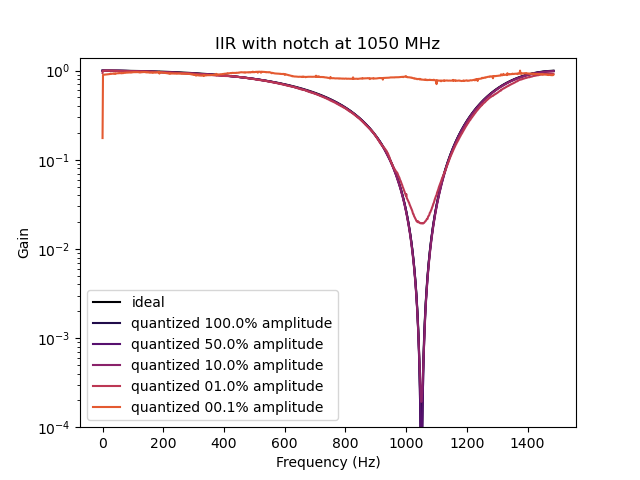 IIR with notch at 1050 MHz
Gain
10⁰
10⁻¹
10⁻²
10⁻³
10⁻⁴
ideal
quantized 100.0% amplitude
quantized 50.0% amplitude
quantized 10.0% amplitude
quantized 01.0% amplitude
quantized 00.1% amplitude
0 200 400 600 800 1000 1200 1400
Frequency (Hz)